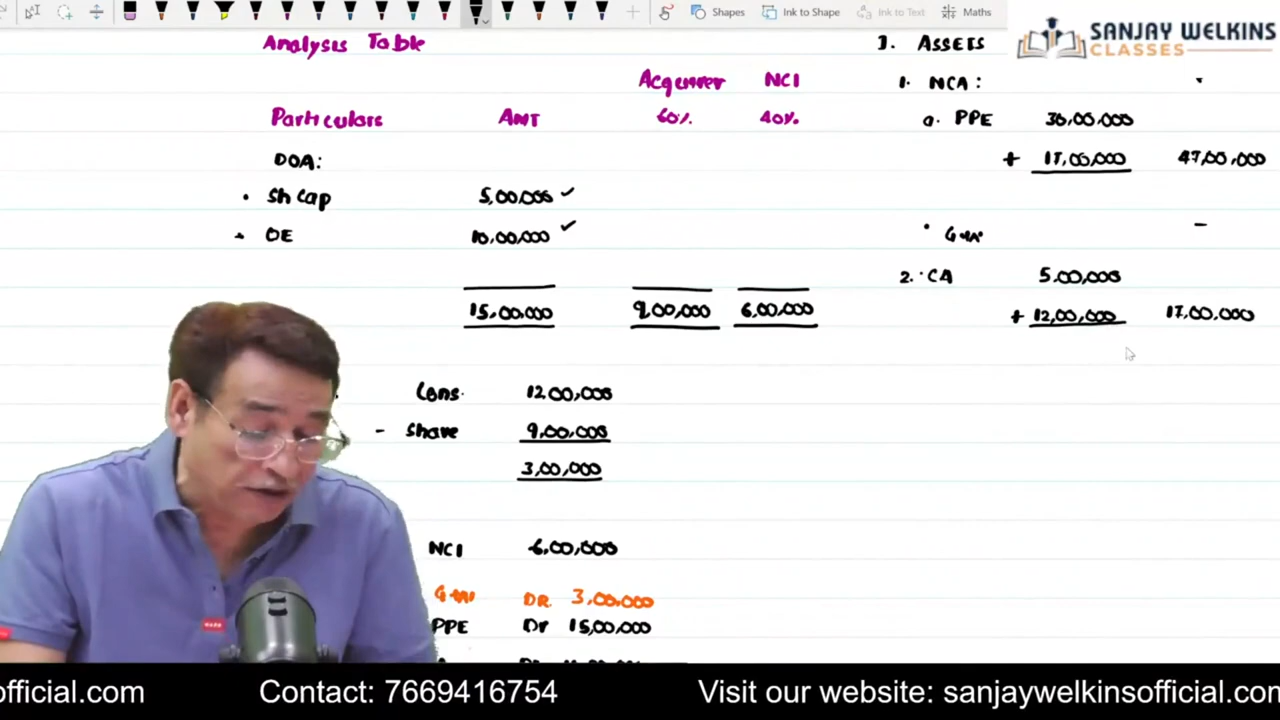 Shapes
Ink to Shape
Ink to Text
Maths
SANJAY WELKINS
CLASSES
Analysis Table
Acquirer NCI
Particulars AMT 60% 40%
DOA:
• Sh Cap 5,00,000 ✓
OE 10,00,000 ✓
15,00,000 9,00,000 6,00,000
Cons. 12,00,000
- Share 9,00,000
3,00,000
NCI 6,00,000
G/w DR. 3,00,000
PPE Dr 15,00,000
ASSETS
1. NCA:
a. PPE 30,00,000
+ 17,00,000 47,00,000
• G/w -
2. CA 5,00,000
+ 12,00,000 17,00,000
official.com Contact: 7669416754 Visit our website: sanjaywelkinsofficial.com